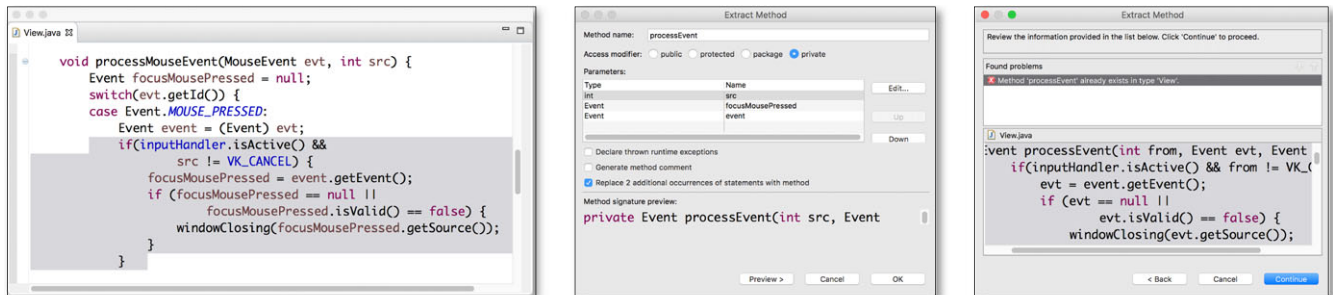 View.java
void processMouseEvent(MouseEvent evt, int src) {
Event focusMousePressed = null;
switch(evt.getId()) {
case Event.MOUSE_PRESSED:
Event event = (Event) evt;
if(inputHandler.isActive() &&
src != VK_CANCEL) {
focusMousePressed = event.getEvent();
if (focusMousePressed == null ||
focusMousePressed.isValid() == false) {
windowClosing(focusMousePressed.getSource());
}
}
Extract Method
Method name: processEvent
Access modifier: public protected package private
Parameters:
Type Name
int src
Event focusMousePressed
Event event
Edit...
Up
Down
Declare thrown runtime exceptions
Generate method comment
Replace 2 additional occurrences of statements with method
Method signature preview:
private Event processEvent(int src, Event
Preview > Cancel OK
Extract Method
Review the information provided in the list below. Click 'Continue' to proceed.
Found problems
Method 'processEvent' already exists in type 'View'.
View.java
Event processEvent(int from, Event evt, Event
if(inputHandler.isActive() && from != VK_C
evt = event.getEvent();
if (evt == null ||
evt.isValid() == false) {
windowClosing(evt.getSource());
< Back Cancel Continue